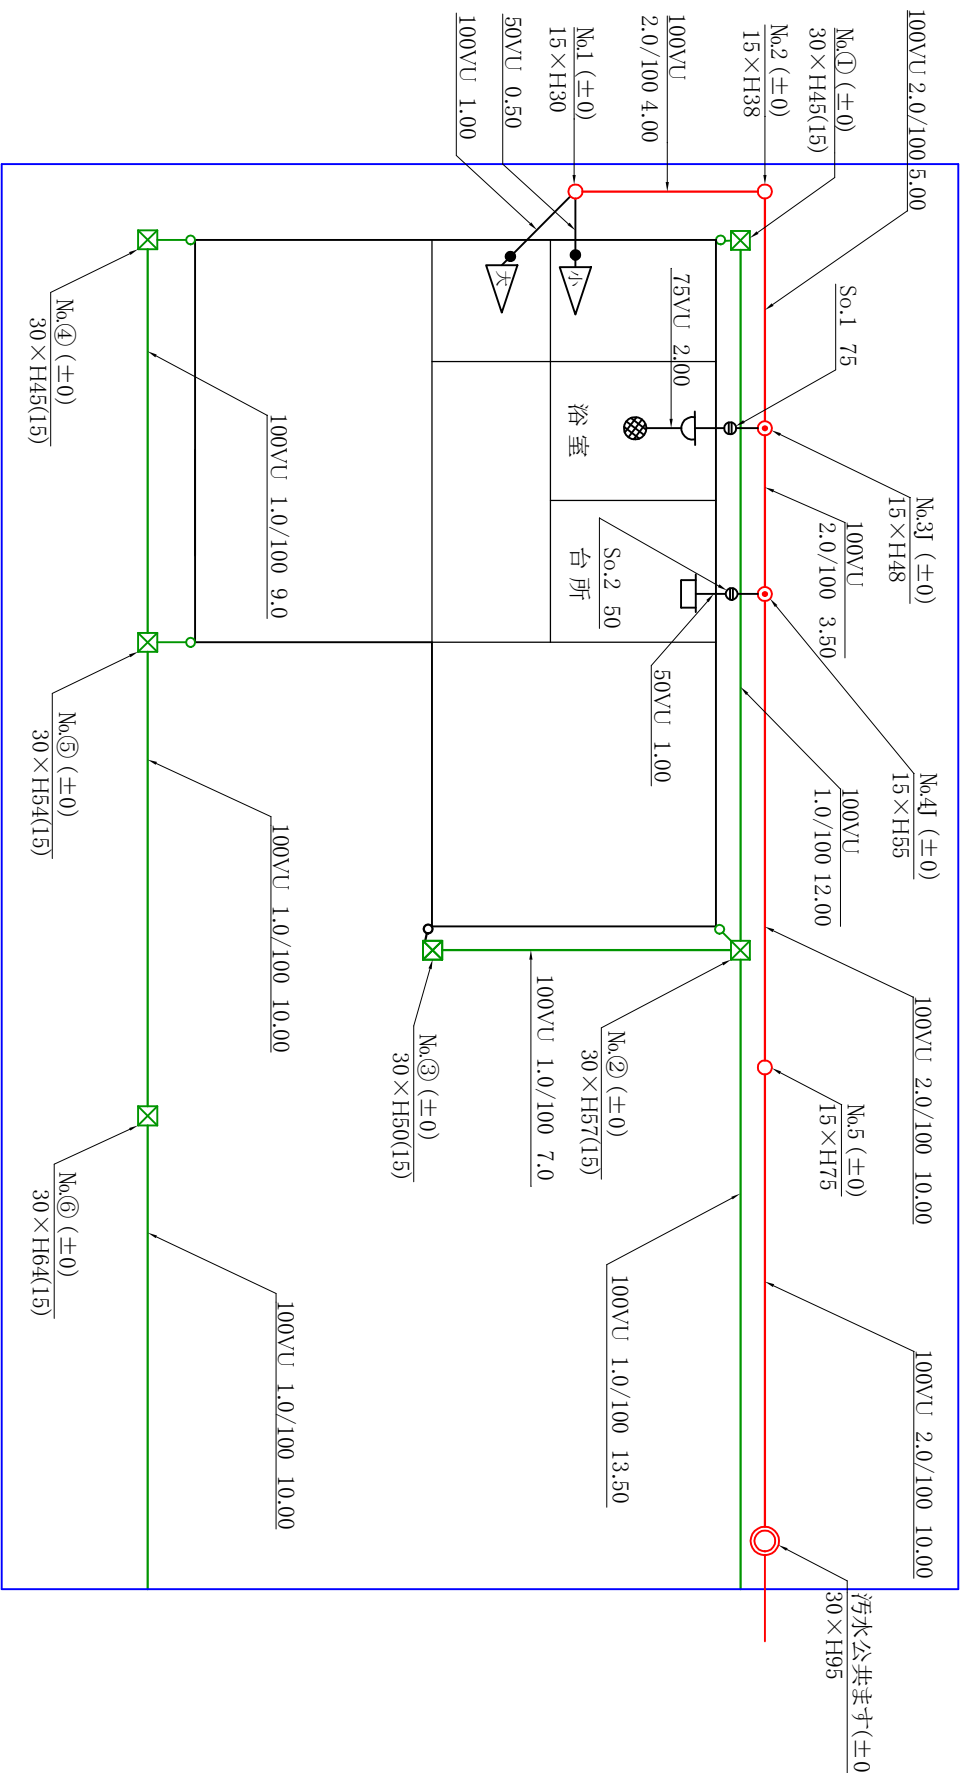 100VU 2.0/100 5.00
No.① (±0)
30×H45(15)
No.2 (±0)
15×H38
100VU
2.0/100 4.00
No.1 (±0)
15×H30
50VU 0.50
100VU 1.00
So.1 75
75VU 2.00
小
大
浴室
台所
So.2 50
50VU 1.00
No.3J (±0)
15×H48
100VU
2.0/100 3.50
No.4J (±0)
15×H55
100VU
1.0/100 12.00
100VU 2.0/100 10.00
No.5 (±0)
15×H75
100VU 2.0/100 10.00
汚水公共ます(±0
30×H95
No.② (±0)
30×H57(15)
100VU 1.0/100 13.50
100VU 1.0/100 7.0
No.③ (±0)
30×H50(15)
No.④ (±0)
30×H45(15)
100VU 1.0/100 9.0
No.⑤ (±0)
30×H54(15)
100VU 1.0/100 10.00
No.⑥ (±0)
30×H64(15)
100VU 1.0/100 10.00